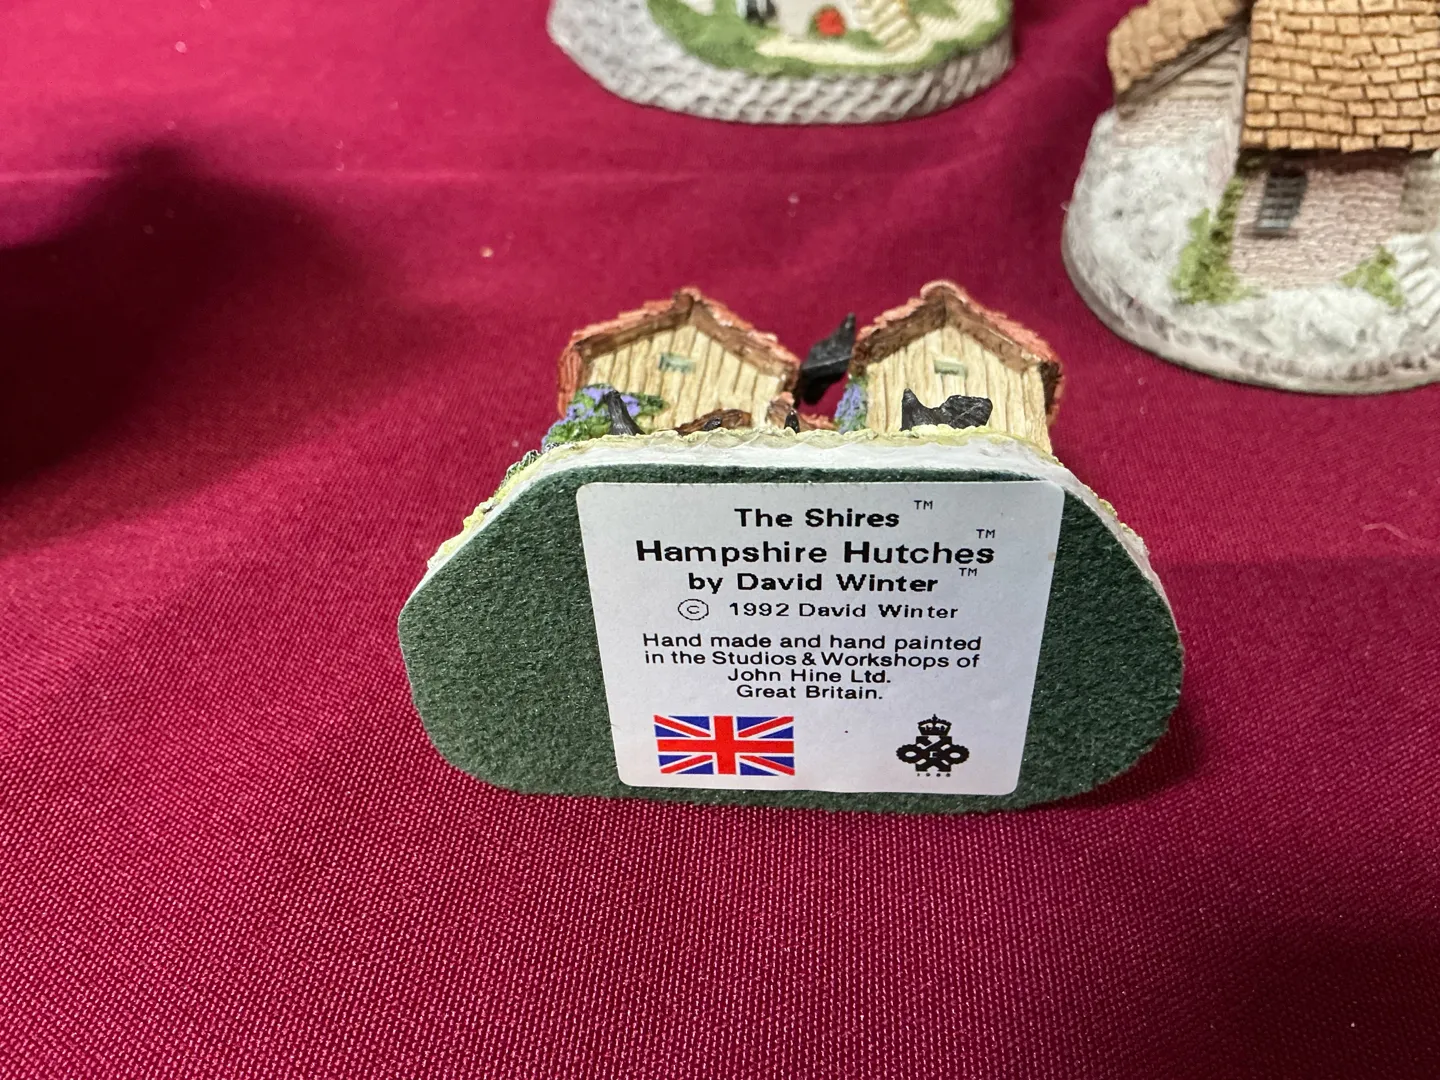 The Shires ™
Hampshire Hutches ™
by David Winter ™
© 1992 David Winter
Hand made and hand painted
in the Studios & Workshops of
John Hine Ltd.
Great Britain.